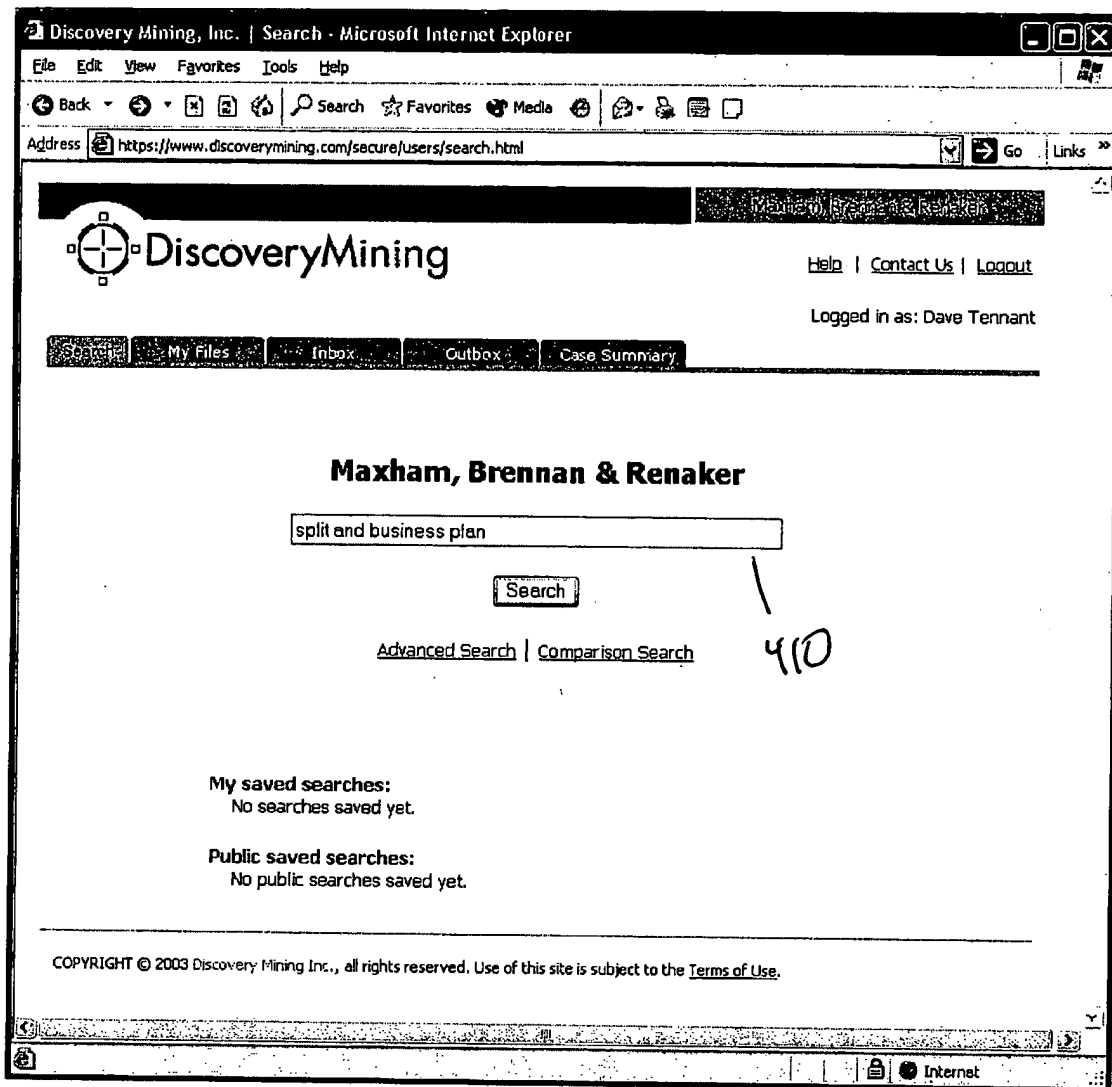 Discovery Mining, Inc. | Search - Microsoft Internet Explorer
File Edit View Favorites Tools Help
Back Search Favorites Media
Address https://www.discoverymining.com/secure/users/search.html Go Links »
Maxham, Brennan & Renaker
DiscoveryMining
Help | Contact Us | Logout
Logged in as: Dave Tennant
Search My Files Inbox Outbox Case Summary
Maxham, Brennan & Renaker
split and business plan
Search
410
Advanced Search | Comparison Search
My saved searches:
No searches saved yet.
Public saved searches:
No public searches saved yet.
COPYRIGHT © 2003 Discovery Mining Inc., all rights reserved. Use of this site is subject to the Terms of Use.
Internet